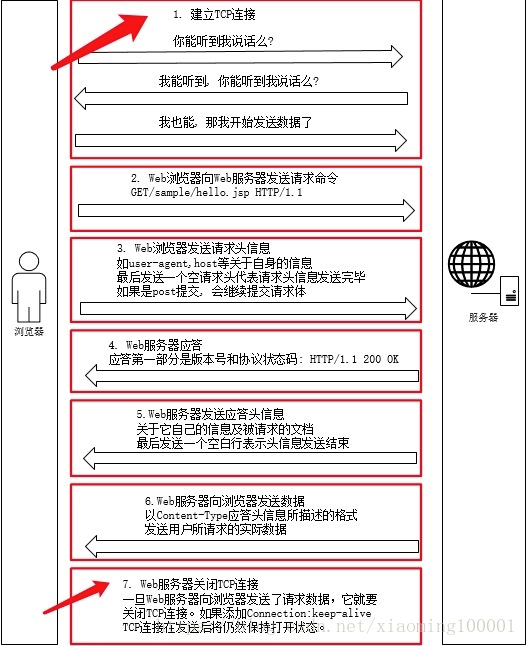 1. 建立TCP连接
你能听到我说话么?
我能听到, 你能听到我说话么?
我也能, 那我开始发送数据了
2. Web浏览器向Web服务器发送请求命令
GET/sample/hello.jsp HTTP/1.1
3. Web浏览器发送请求头信息
如user-agent,host等关于自身的信息
最后发送一个空请求头代表请求头信息发送完毕
如果是post提交, 会继续提交请求体
浏览器
服务器
4. Web服务器应答
应答第一部分是版本号和协议状态码: HTTP/1.1 200 OK
5.Web服务器发送应答头信息
关于它自己的信息及被请求的文档
最后发送一个空白行表示头信息发送结束
6.Web服务器向浏览器发送数据
以Content-Type应答头信息所描述的格式
发送用户所请求的实际数据
7. Web服务器关闭TCP连接
一旦Web服务器向浏览器发送了请求数据，它就要
关闭TCP连接。如果添加Connection:keep-alive
TCP连接在发送后将仍然保持打开状态。
.net/xiaoming100001